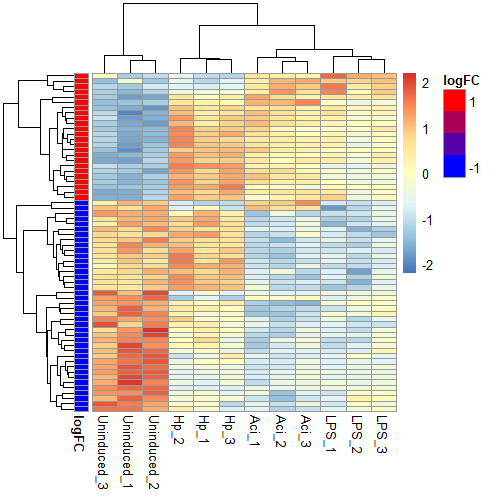 logFC
2
1
0
-1
-2
1
-1
logFC
Uninduced_3
Uninduced_1
Uninduced_2
Hp_2
Hp_1
Hp_3
Aci_1
Aci_2
Aci_3
LPS_1
LPS_2
LPS_3